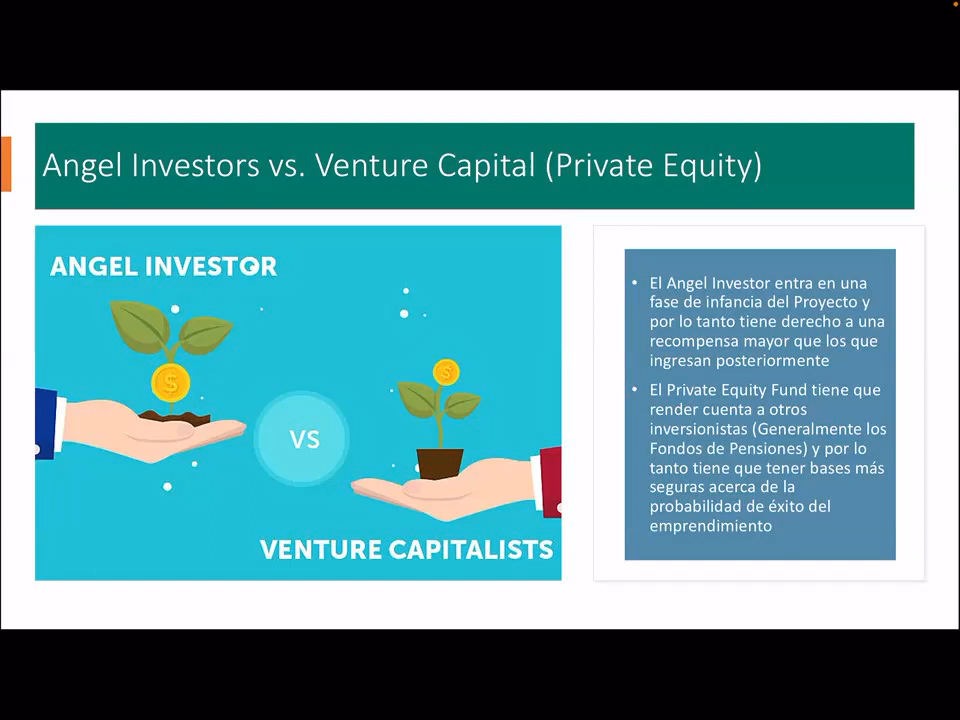 Angel Investors vs. Venture Capital (Private Equity)
ANGEL INVESTOR
$
$
VS
VENTURE CAPITALISTS
• El Angel Investor entra en una
fase de infancia del Proyecto y
por lo tanto tiene derecho a una
recompensa mayor que los que
ingresan posteriormente
• El Private Equity Fund tiene que
render cuenta a otros
inversionistas (Generalmente los
Fondos de Pensiones) y por lo
tanto tiene que tener bases más
seguras acerca de la
probabilidad de éxito del
emprendimiento